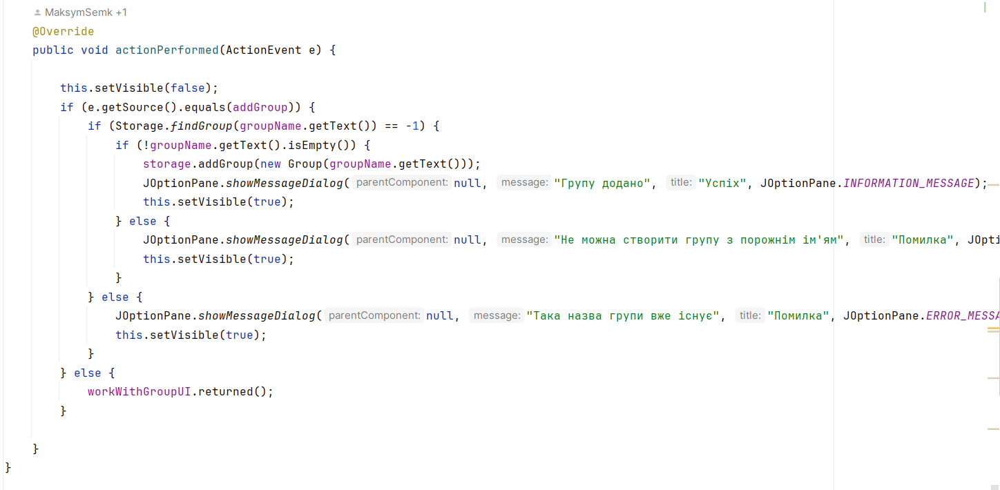 MaksymSemk +1
@Override
public void actionPerformed(ActionEvent e) {
this.setVisible(false);
if (e.getSource().equals(addGroup)) {
if (Storage.findGroup(groupName.getText()) == -1) {
if (!groupName.getText().isEmpty()) {
storage.addGroup(new Group(groupName.getText()));
JOptionPane.showMessageDialog( parentComponent: null, message: "Групу додано", title: "Успіх", JOptionPane.INFORMATION_MESSAGE);
this.setVisible(true);
} else {
JOptionPane.showMessageDialog( parentComponent: null, message: "Не можна створити групу з порожнім ім'ям", title: "Помилка", JOpti
this.setVisible(true);
}
} else {
JOptionPane.showMessageDialog( parentComponent: null, message: "Така назва групи вже існує", title: "Помилка", JOptionPane.ERROR_MESSA
this.setVisible(true);
}
} else {
workWithGroupUI.returned();
}
}
}